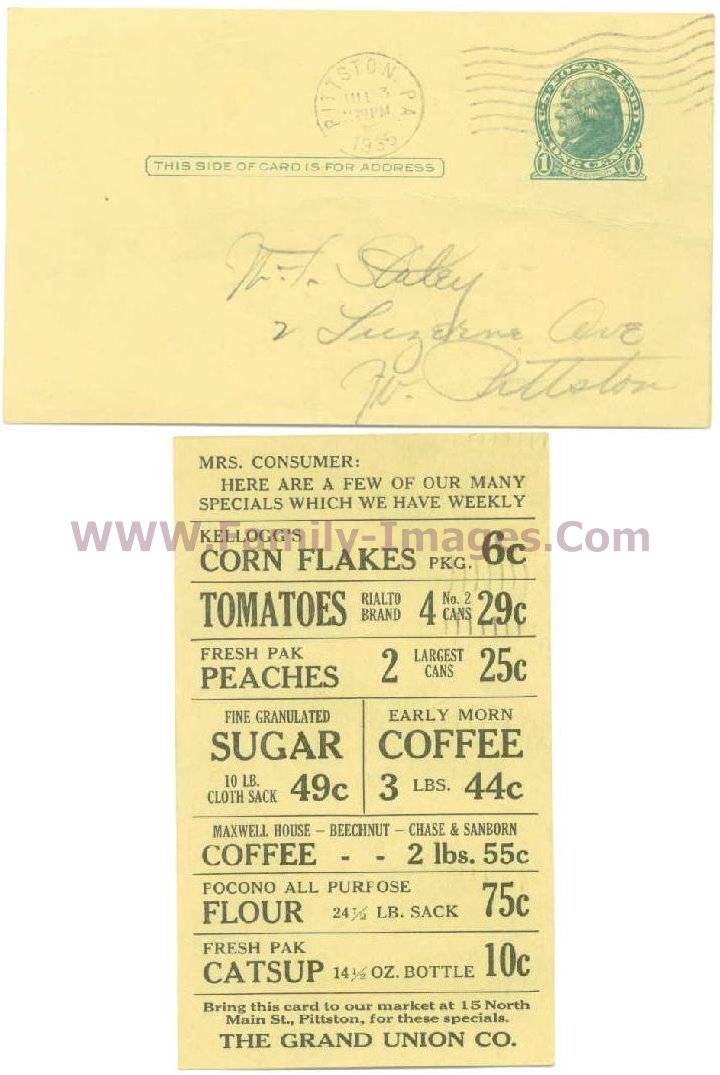 PITTSTON, PA.
1935
U.S. POSTAL CARD
1 ONE CENT 1
JEFFERSON
THIS SIDE OF CARD IS FOR ADDRESS
Staley
2 Luzerne Ave
W. Pittston
MRS. CONSUMER:
HERE ARE A FEW OF OUR MANY
SPECIALS WHICH WE HAVE WEEKLY
WWW.Family-Images.Com
KELLOGG'S
CORN FLAKES PKG. 6c
TOMATOES RIALTO BRAND 4 No. 2 CANS 29c
FRESH PAK
PEACHES 2 LARGEST CANS 25c
FINE GRANULATED
SUGAR
10 LB. CLOTH SACK 49c
EARLY MORN
COFFEE
3 LBS. 44c
MAXWELL HOUSE – BEECHNUT – CHASE & SANBORN
COFFEE - - 2 lbs. 55c
POCONO ALL PURPOSE
FLOUR 24½ LB. SACK 75c
FRESH PAK
CATSUP 14½ OZ. BOTTLE 10c
Bring this card to our market at 15 North
Main St., Pittston, for these specials.
THE GRAND UNION CO.